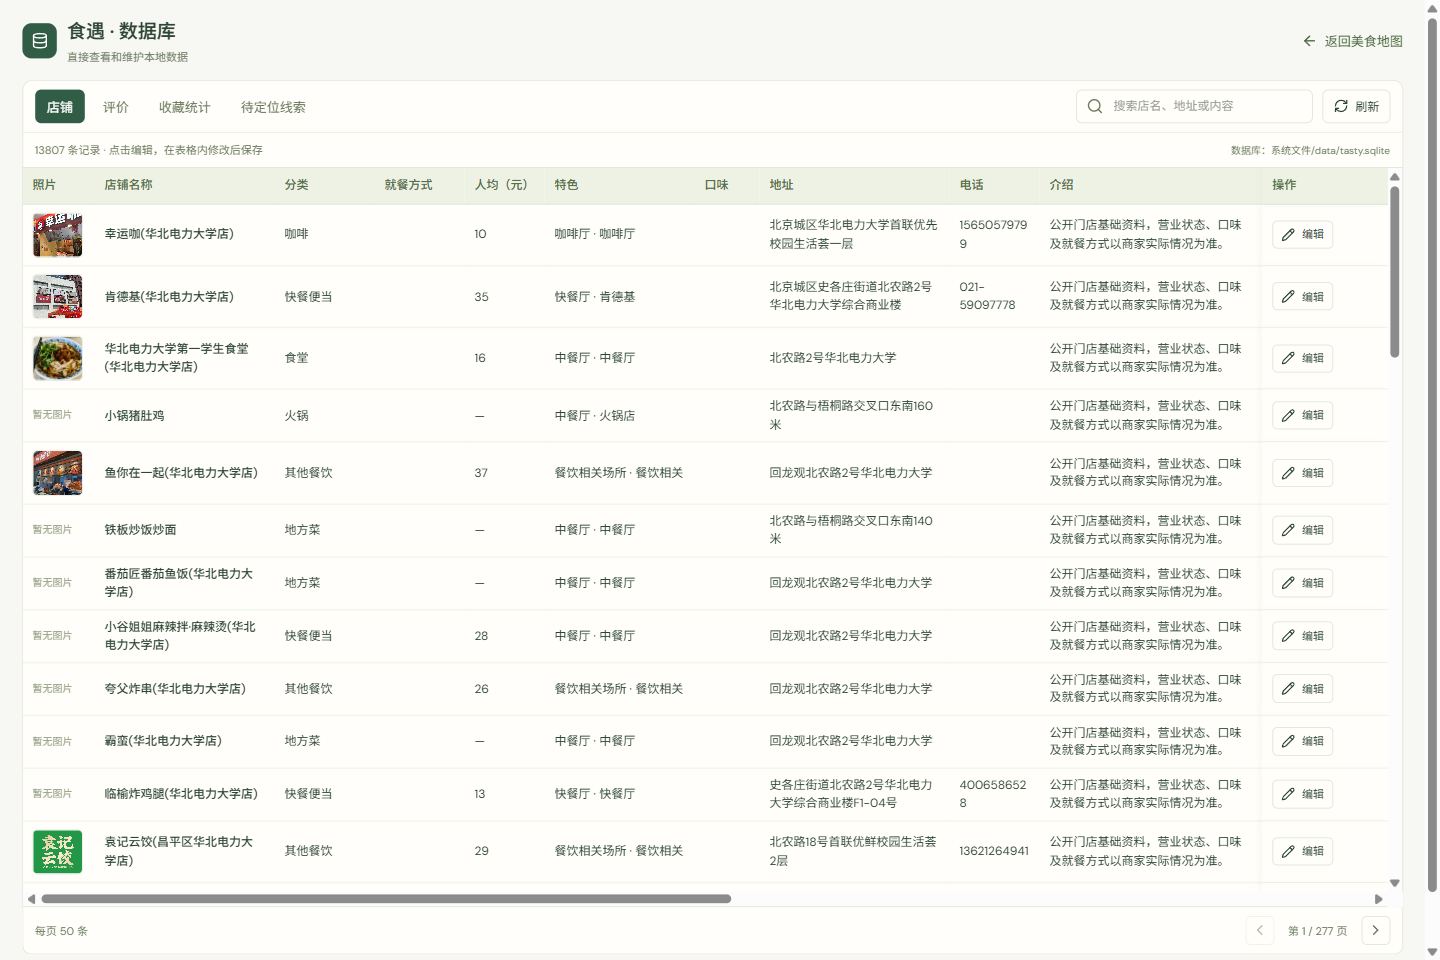 食遇 · 数据库
直接查看和维护本地数据
返回美食地图
店铺 评价 收藏统计 待定位线索
搜索店名、地址或内容
刷新
13807 条记录 · 点击编辑，在表格内修改后保存
数据库：系统文件/data/tasty.sqlite
照片 店铺名称 分类 就餐方式 人均（元） 特色 口味 地址 电话 介绍 操作
幸运咖(华北电力大学店) 咖啡 10 咖啡厅 · 咖啡厅
北京城区华北电力大学首联优先
校园生活荟一层
1565057979
9
公开门店基础资料，营业状态、口味
及就餐方式以商家实际情况为准。
编辑
肯德基(华北电力大学店) 快餐便当 35 快餐厅 · 肯德基
北京城区史各庄街道北农路2号
华北电力大学综合商业楼
021-
59097778
公开门店基础资料，营业状态、口味
及就餐方式以商家实际情况为准。
编辑
华北电力大学第一学生食堂
(华北电力大学店)
食堂 16 中餐厅 · 中餐厅 北农路2号华北电力大学
公开门店基础资料，营业状态、口味
及就餐方式以商家实际情况为准。
编辑
暂无图片 小锅猪肚鸡 火锅 — 中餐厅 · 火锅店
北农路与梧桐路交叉口东南160
米
公开门店基础资料，营业状态、口味
及就餐方式以商家实际情况为准。
编辑
鱼你在一起(华北电力大学店) 其他餐饮 37 餐饮相关场所 · 餐饮相关 回龙观北农路2号华北电力大学
公开门店基础资料，营业状态、口味
及就餐方式以商家实际情况为准。
编辑
暂无图片 铁板炒饭炒面 地方菜 — 中餐厅 · 中餐厅
北农路与梧桐路交叉口东南140
米
公开门店基础资料，营业状态、口味
及就餐方式以商家实际情况为准。
编辑
暂无图片
番茄匠番茄鱼饭(华北电力大
学店)
地方菜 — 中餐厅 · 中餐厅 回龙观北农路2号华北电力大学
公开门店基础资料，营业状态、口味
及就餐方式以商家实际情况为准。
编辑
暂无图片
小谷姐姐麻辣拌·麻辣烫(华北
电力大学店)
快餐便当 28 中餐厅 · 中餐厅 回龙观北农路2号华北电力大学
公开门店基础资料，营业状态、口味
及就餐方式以商家实际情况为准。
编辑
暂无图片 夸父炸串(华北电力大学店) 其他餐饮 26 餐饮相关场所 · 餐饮相关 回龙观北农路2号华北电力大学
公开门店基础资料，营业状态、口味
及就餐方式以商家实际情况为准。
编辑
暂无图片 霸蛮(华北电力大学店) 地方菜 — 中餐厅 · 中餐厅 回龙观北农路2号华北电力大学
公开门店基础资料，营业状态、口味
及就餐方式以商家实际情况为准。
编辑
暂无图片 临榆炸鸡腿(华北电力大学店) 快餐便当 13 快餐厅 · 快餐厅
史各庄街道北农路2号华北电力
大学综合商业楼F1-04号
400658652
8
公开门店基础资料，营业状态、口味
及就餐方式以商家实际情况为准。
编辑
袁记
云饺
袁记云饺(昌平区华北电力大
学店)
其他餐饮 29 餐饮相关场所 · 餐饮相关
北农路18号首联优鲜校园生活荟
2层
13621264941
公开门店基础资料，营业状态、口味
及就餐方式以商家实际情况为准。
编辑
每页 50 条
第 1 / 277 页